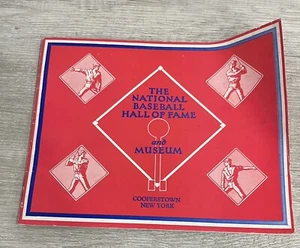 THE
NATIONAL
BASEBALL
HALL OF FAME
and
MUSEUM
COOPERSTOWN
NEW YORK